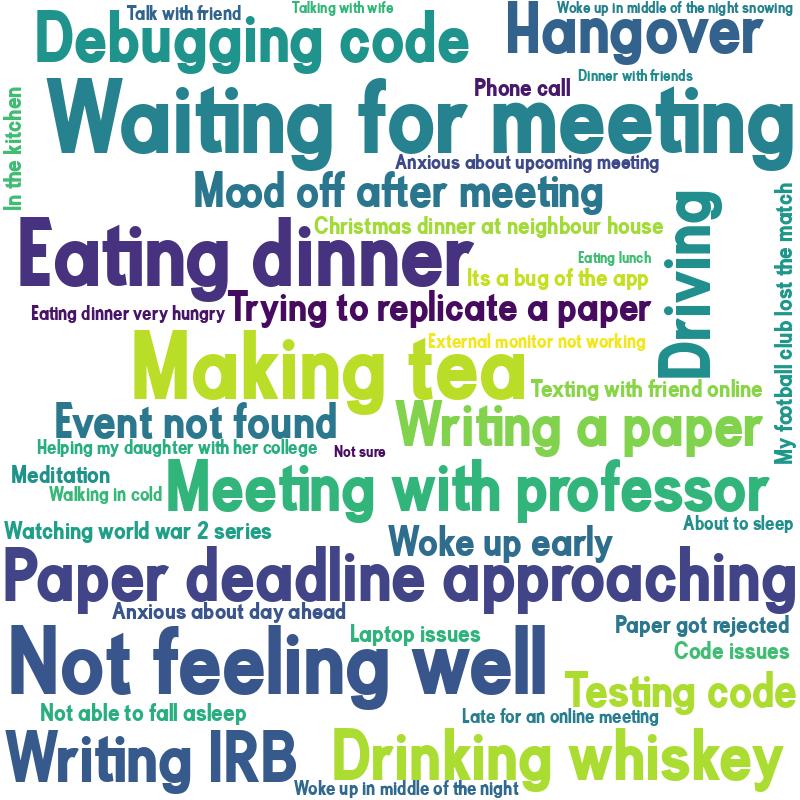 Talk with friend
Talking with wife
Woke up in middle of the night snowing
Debugging code
Hangover
Phone call
Dinner with friends
Waiting for meeting
In the kitchen
Anxious about upcoming meeting
Mood off after meeting
Driving
My football club lost the match
Eating dinner
Christmas dinner at neighbour house
Eating lunch
Its a bug of the app
Eating dinner very hungry
Trying to replicate a paper
External monitor not working
Making tea
Texting with friend online
Event not found
Writing a paper
Helping my daughter with her college
Not sure
Meditation
Walking in cold
Meeting with professor
Watching world war 2 series
About to sleep
Woke up early
Paper deadline approaching
Anxious about day ahead
Paper got rejected
Laptop issues
Not feeling well
Code issues
Testing code
Not able to fall asleep
Late for an online meeting
Writing IRB
Drinking whiskey
Woke up in middle of the night